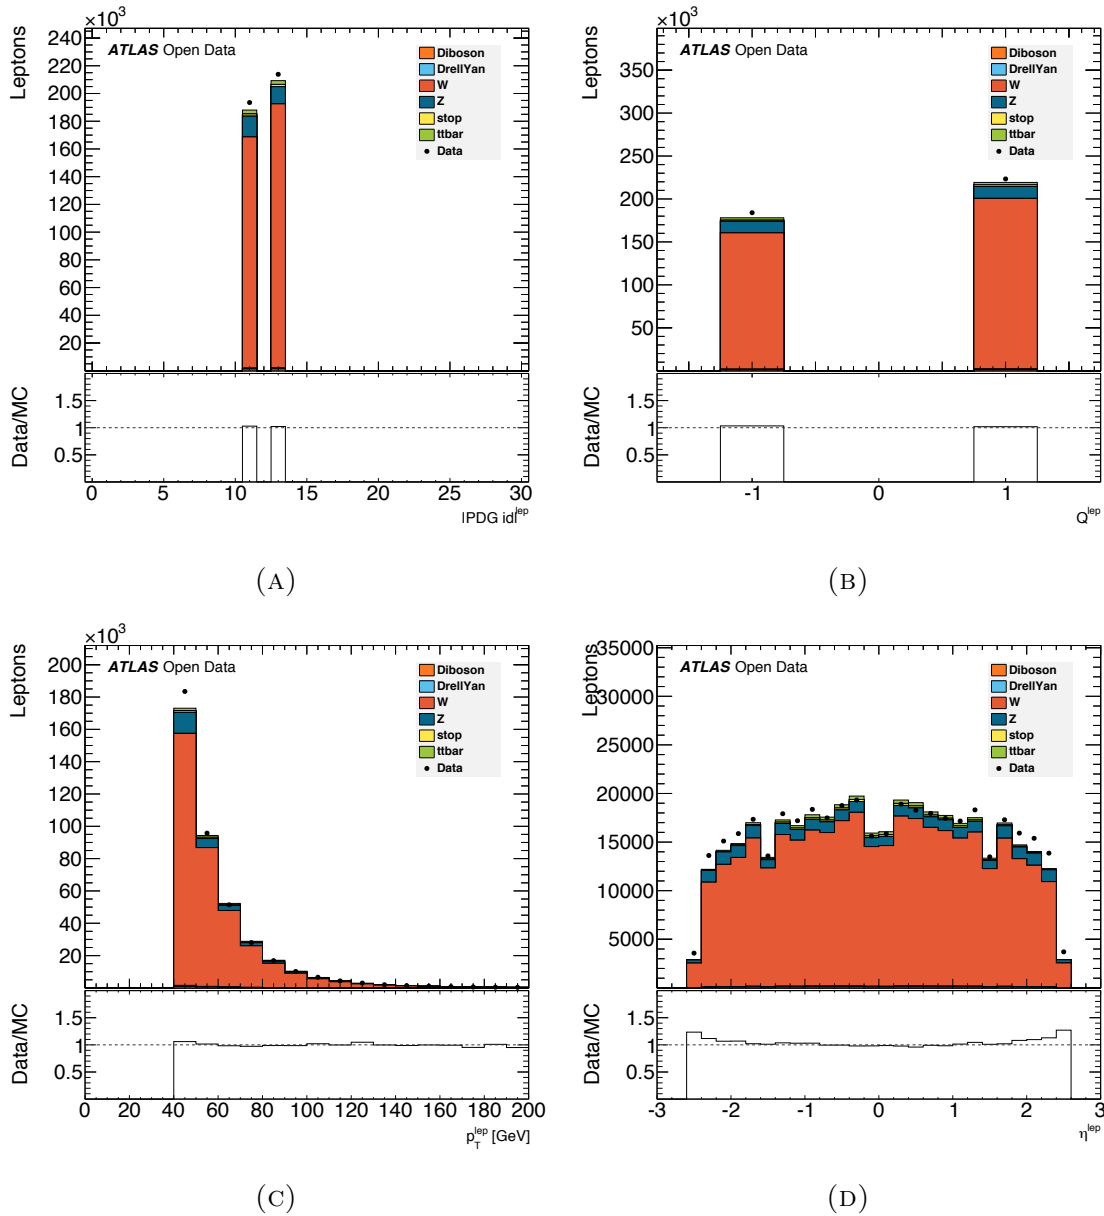 ×10³
Leptons
ATLAS Open Data
Diboson
DrellYan
W
Z
stop
ttbar
Data
240
220
200
180
160
140
120
100
80
60
40
20
Data/MC
1.5
1
0.5
0 5 10 15 20 25 30
|PDG id|^lep
(A)
×10³
Leptons
ATLAS Open Data
Diboson
DrellYan
W
Z
stop
ttbar
Data
350
300
250
200
150
100
50
Data/MC
1.5
1
0.5
-1 0 1
Q^lep
(B)
×10³
Leptons
ATLAS Open Data
Diboson
DrellYan
W
Z
stop
ttbar
Data
200
180
160
140
120
100
80
60
40
20
Data/MC
1.5
1
0.5
0 20 40 60 80 100 120 140 160 180 200
p_T^lep [GeV]
(C)
Leptons
ATLAS Open Data
Diboson
DrellYan
W
Z
stop
ttbar
Data
35000
30000
25000
20000
15000
10000
5000
Data/MC
1.5
1
0.5
-3 -2 -1 0 1 2 3
η^lep
(D)